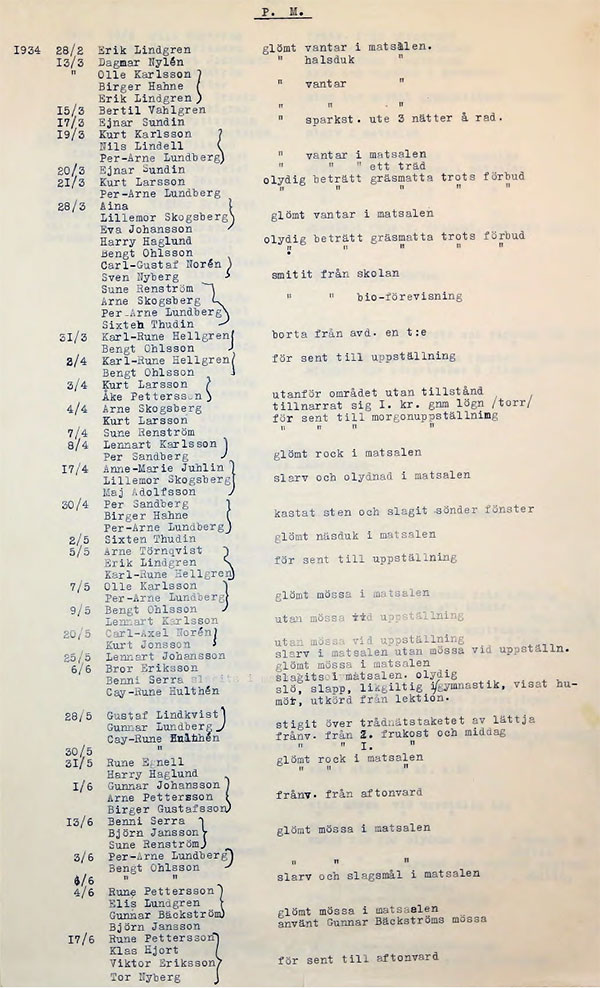 P. M.
1934 28/2 Erik Lindgren glömt vantar i matsalen.
13/3 Dagmar Nylén " halsduk "
" Olle Karlsson
Birger Hahne " vantar "
Erik Lindgren
15/3 Bertil Vahlgren " " "
17/3 Ejnar Sundin " sparkst. ute 3 nätter å rad.
19/3 Kurt Karlsson
Nils Lindell
Per-Arne Lundberg " vantar i matsalen
20/3 Ejnar Sundin " " " ett träd
21/3 Kurt Larsson olydig beträtt gräsmatta trots förbud
Per-Arne Lundberg " " " " "
28/3 Aina
Lillemor Skogsberg glömt vantar i matsalen
Eva Johansson
Harry Haglund olydig beträtt gräsmatta trots förbud
Bengt Ohlsson " " " " "
Carl-Gustaf Norén
Sven Nyberg smitit från skolan
Sune Renström
Arne Skogsberg " " bio-förevisning
Per-Arne Lundberg
Sixten Thudin
31/3 Karl-Rune Hellgren borta från avd. en t:e
Bengt Ohlsson
2/4 Karl-Rune Hellgren för sent till uppställning
Bengt Ohlsson
3/4 Kurt Larsson
Åke Pettersson utanför området utan tillstånd
4/4 Arne Skogsberg tillnarrat sig I. kr. gnm lögn /torr/
Kurt Larsson för sent till morgonuppställning
7/4 Sune Renström " " " "
8/4 Lennart Karlsson
Per Sandberg glömt rock i matsalen
17/4 Anne-Marie Juhlin
Lillemor Skogsberg slarv och olydnad i matsalen
Maj Adolfsson
30/4 Per Sandberg
Birger Hahne kastat sten och slagit sönder fönster
Per-Arne Lundberg
2/5 Sixten Thudin glömt näsduk i matsalen
5/5 Arne Törnqvist
Erik Lindgren för sent till uppställning
Karl-Rune Hellgren
7/5 Olle Karlsson
Per-Arne Lundberg glömt mössa i matsalen
9/5 Bengt Ohlsson
Lennart Karlsson utan mössa vid uppställning
20/5 Carl-Axel Norén
Kurt Jonsson utan mössa vid uppställning
25/5 Lennart Johansson slarv i matsalen utan mössa vid uppställn.
6/6 Bror Eriksson glömt mössa i matsalen
Benni Serra slagits i matsalen. olydig
Cay-Rune Hulthén slö, slapp, likgiltig i/gymnastik, visat hu-
mör, utkörd från lektion.
28/5 Gustaf Lindkvist
Gunnar Lundberg stigit över trådnätstaketet av lättja
Cay-Rune Hulthén frånv. från 2. frukost och middag
30/5 " " " I. "
31/5 Rune Egnell glömt rock i matsalen
Harry Haglund " " "
1/6 Gunnar Johansson
Arne Pettersson frånv. från aftonvard
Birger Gustafsson
13/6 Benni Serra
Björn Jansson glömt mössa i matsalen
Sune Renström
3/6 Per-Arne Lundberg " " "
Bengt Ohlsson
4/6 " " slarv och slagsmål i matsalen
4/6 Rune Pettersson
Elis Lundgren
Gunnar Bäckström glömt mössa i matsaalen
Björn Jansson använt Gunnar Bäckströms mössa
17/6 Rune Pettersson
Klas Hjort
Viktor Eriksson för sent till aftonvard
Tor Nyberg